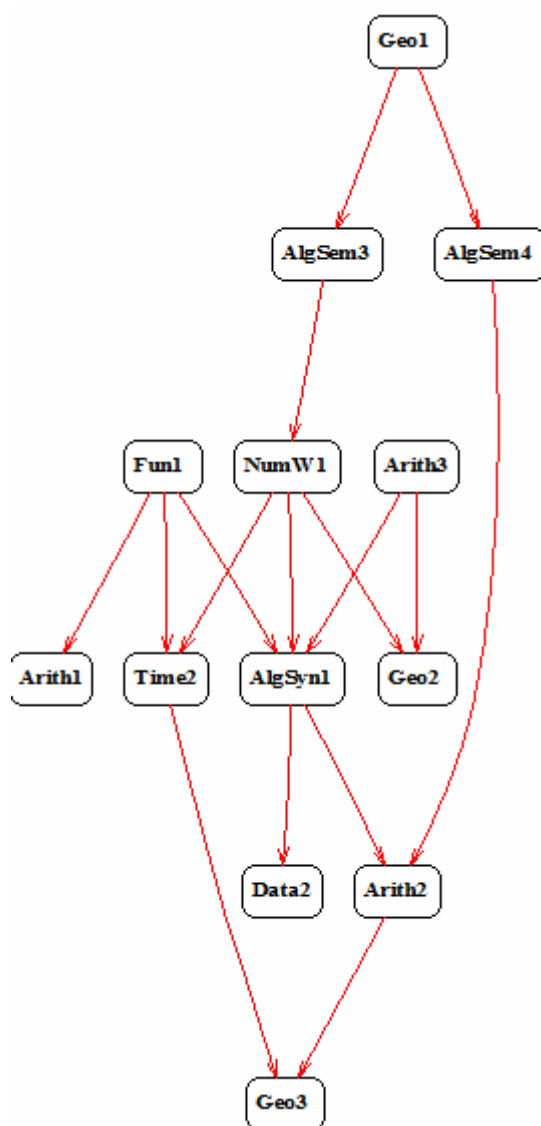 Geo1
AlgSem3
AlgSem4
Fun1
NumW1
Arith3
Arith1
Time2
AlgSyn1
Geo2
Data2
Arith2
Geo3